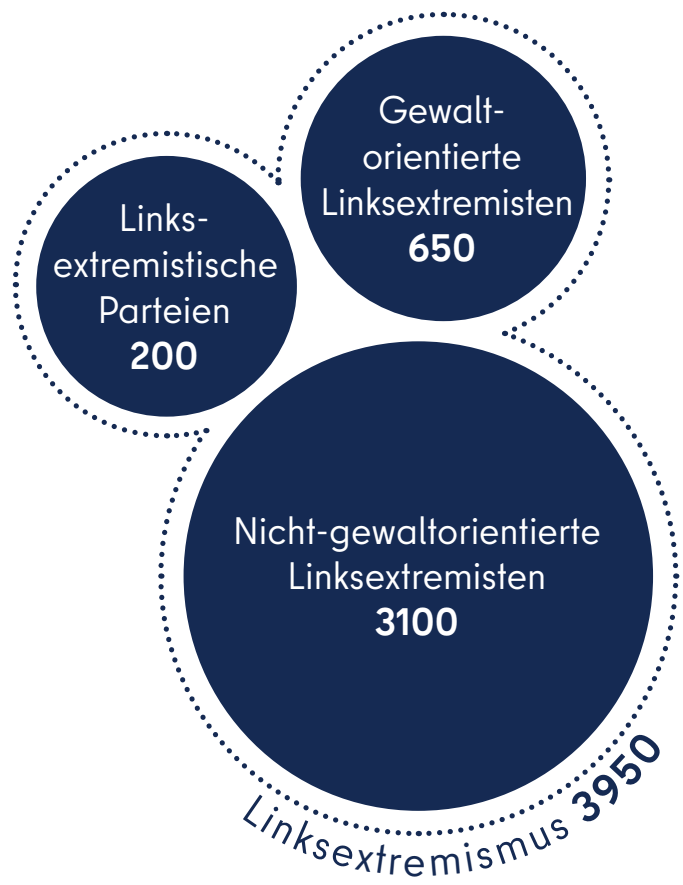 Gewalt-
orientierte
Linksextremisten
650
Links-
extremistische
Parteien
200
Nicht-gewaltorientierte
Linksextremisten
3100
Linksextremismus 3950